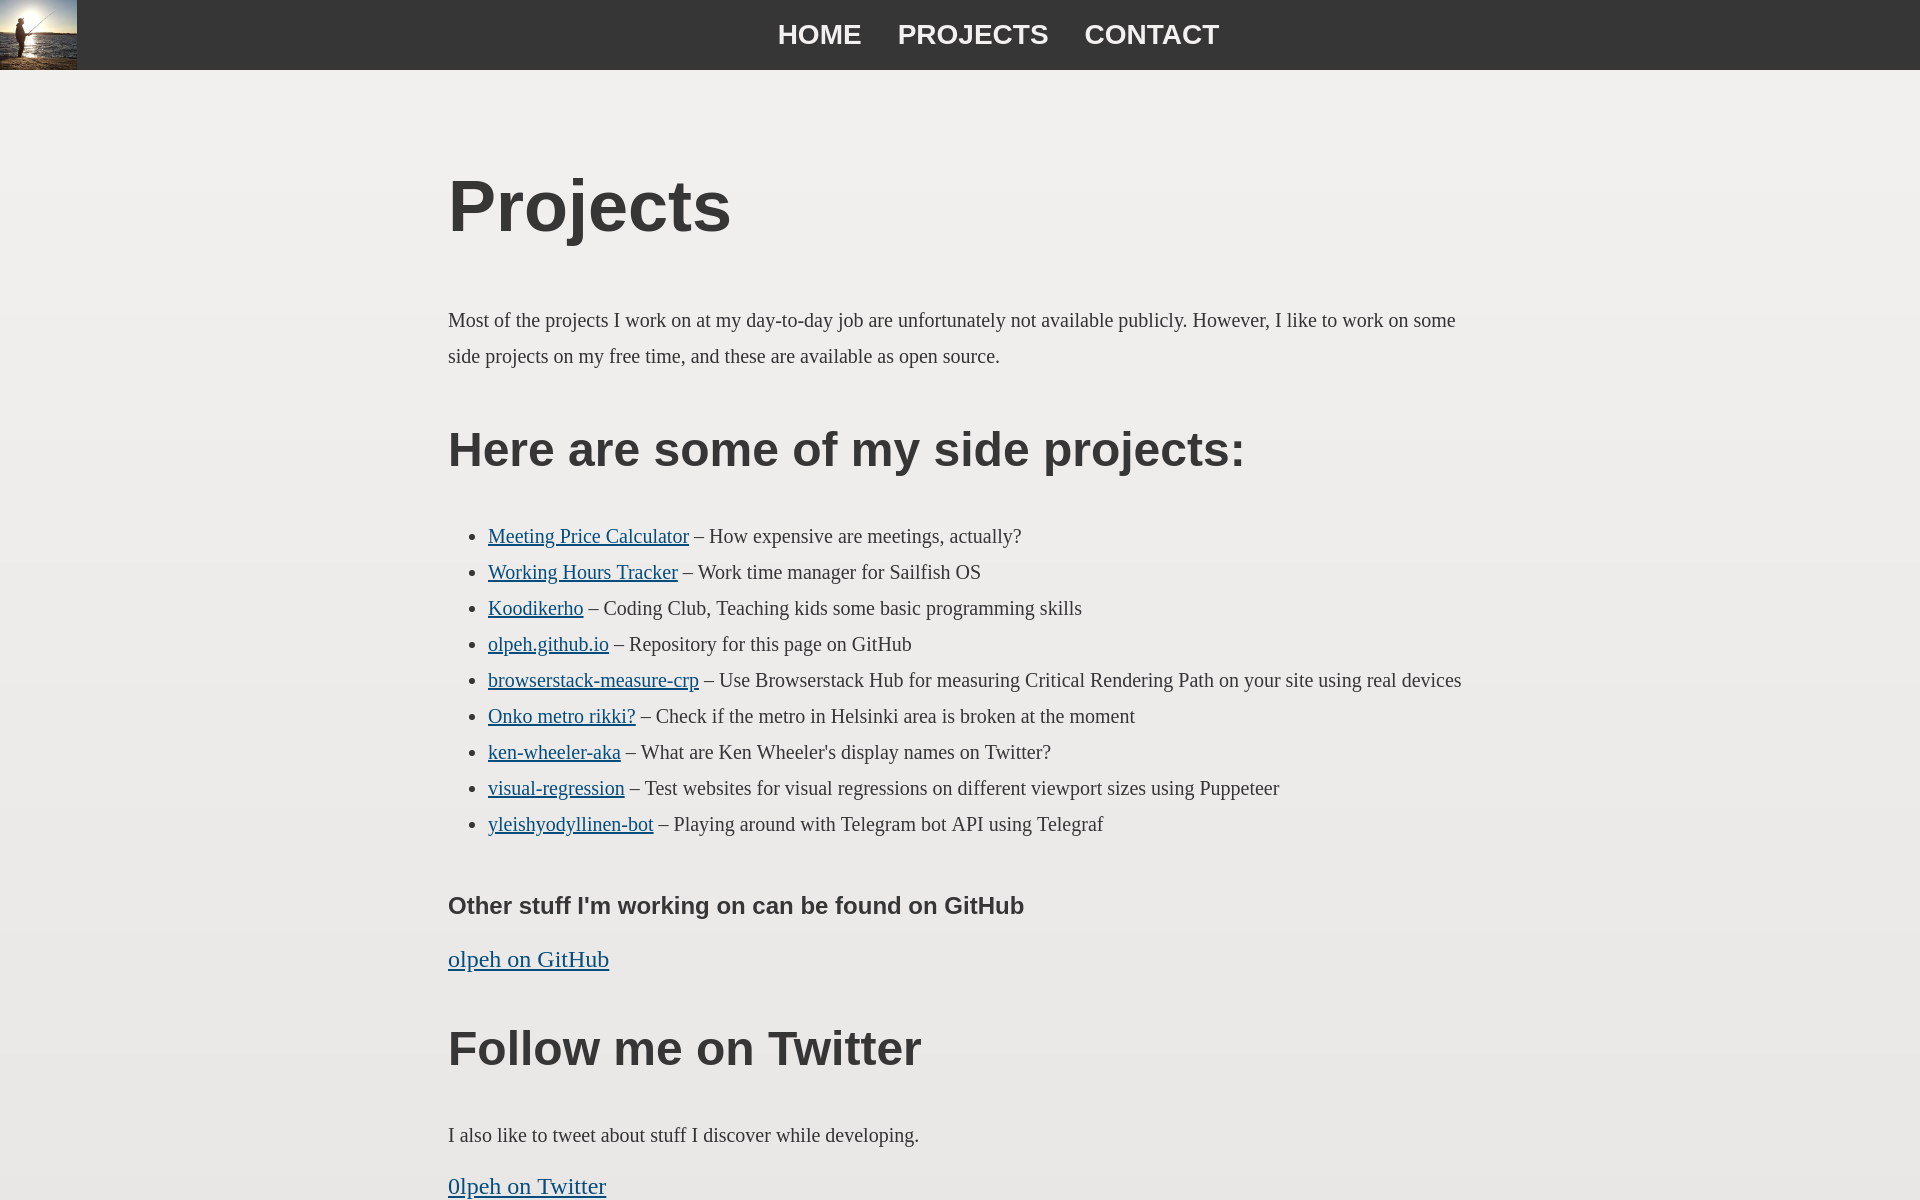 HOME PROJECTS CONTACT
Projects
Most of the projects I work on at my day-to-day job are unfortunately not available publicly. However, I like to work on some
side projects on my free time, and these are available as open source.
Here are some of my side projects:
Meeting Price Calculator – How expensive are meetings, actually?
Working Hours Tracker – Work time manager for Sailfish OS
Koodikerho – Coding Club, Teaching kids some basic programming skills
olpeh.github.io – Repository for this page on GitHub
browserstack-measure-crp – Use Browserstack Hub for measuring Critical Rendering Path on your site using real devices
Onko metro rikki? – Check if the metro in Helsinki area is broken at the moment
ken-wheeler-aka – What are Ken Wheeler's display names on Twitter?
visual-regression – Test websites for visual regressions on different viewport sizes using Puppeteer
yleishyodyllinen-bot – Playing around with Telegram bot API using Telegraf
Other stuff I'm working on can be found on GitHub
olpeh on GitHub
Follow me on Twitter
I also like to tweet about stuff I discover while developing.
0lpeh on Twitter